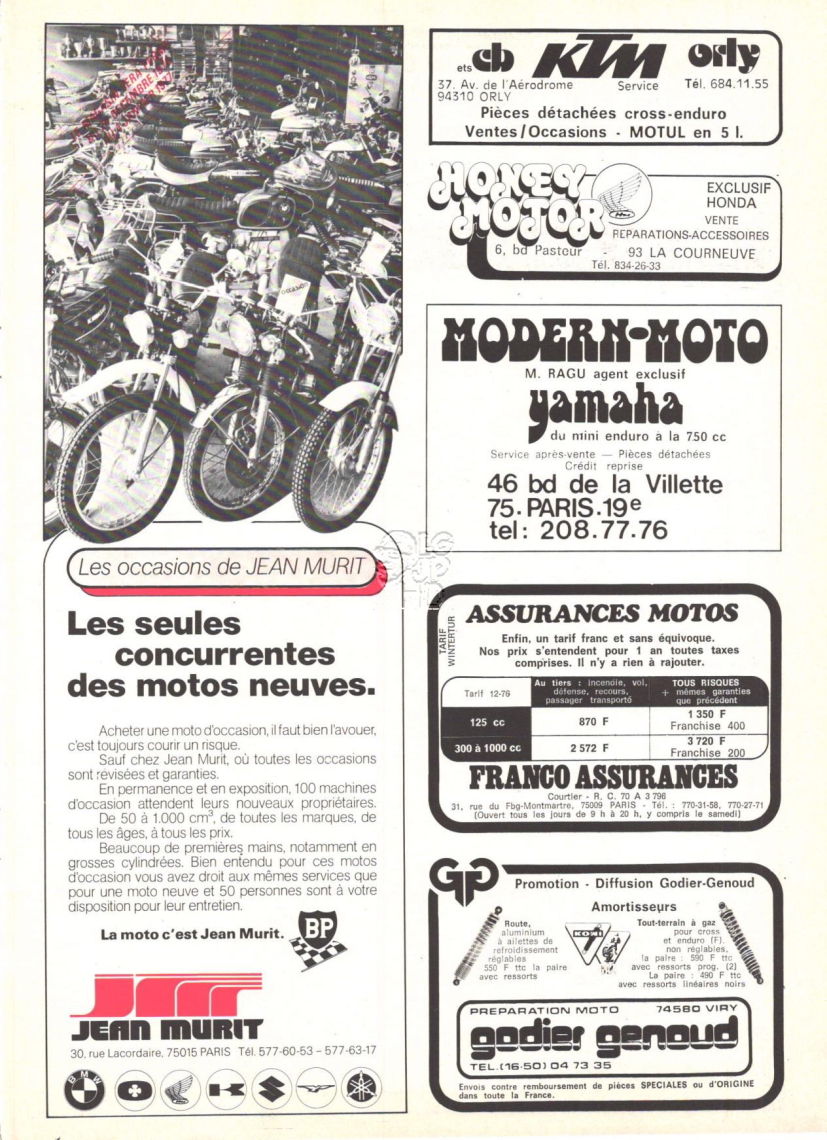 OCCASION
Les occasions de JEAN MURIT
Les seules
concurrentes
des motos neuves.
Acheter une moto d'occasion, il faut bien l'avouer,
c'est toujours courir un risque.
Sauf chez Jean Murit, où toutes les occasions
sont révisées et garanties.
En permanence et en exposition, 100 machines
d'occasion attendent leurs nouveaux propriétaires.
De 50 à 1.000 cm³, de toutes les marques, de
tous les âges, à tous les prix.
Beaucoup de premières mains, notamment en
grosses cylindrées. Bien entendu pour ces motos
d'occasion vous avez droit aux mêmes services que
pour une moto neuve et 50 personnes sont à votre
disposition pour leur entretien.
La moto c'est Jean Murit.
BP
JEAN MURIT
30, rue Lacordaire, 75015 PARIS Tél. 577-60-53 – 577-63-17
BMW
ets cb KTM orly
37. Av. de l'Aérodrome Service Tél. 684.11.55
94310 ORLY
Pièces détachées cross-enduro
Ventes/Occasions - MOTUL en 5 l.
HONEY
MOTOR
EXCLUSIF
HONDA
VENTE
REPARATIONS-ACCESSOIRES
6, bd Pasteur - 93 LA COURNEUVE
Tél. 834-26-33
MODERN-MOTO
M. RAGU agent exclusif
yamaha
du mini enduro à la 750 cc
Service après-vente — Pièces détachées
Crédit reprise
46 bd de la Villette
75.PARIS.19e
tel: 208.77.76
TARIF
WINTERTUR
ASSURANCES MOTOS
Enfin, un tarif franc et sans équivoque.
Nos prix s'entendent pour 1 an toutes taxes
comprises. Il n'y a rien à rajouter.
Tarif 12-76
Au tiers : incendie, vol,
défense, recours,
passager transporté
TOUS RISQUES
+ mêmes garanties
que précédent
125 cc
870 F
1 350 F
Franchise 400
300 à 1000 cc
2 572 F
3 720 F
Franchise 200
FRANCO ASSURANCES
Courtier - R. C. 70 A 3 796
31, rue du Fbg-Montmartre, 75009 PARIS - Tél. : 770-31-58, 770-27-71
(Ouvert tous les jours de 9 h à 20 h, y compris le samedi)
GP
Promotion - Diffusion Godier-Genoud
Amortisseurs
Route,
aluminium
à ailettes de
refroidissement
réglables
550 F ttc la paire
avec ressorts
KONI
Tout-terrain à gaz
pour cross
et enduro (F).
non réglables,
la paire : 590 F ttc
avec ressorts prog. (2)
La paire : 490 F ttc
avec ressorts linéaires noirs
PREPARATION MOTO 74580 VIRY
godier genoud
TEL.(16-50) 04 73 35
Envois contre remboursement de pièces SPECIALES ou d'ORIGINE
dans toute la France.